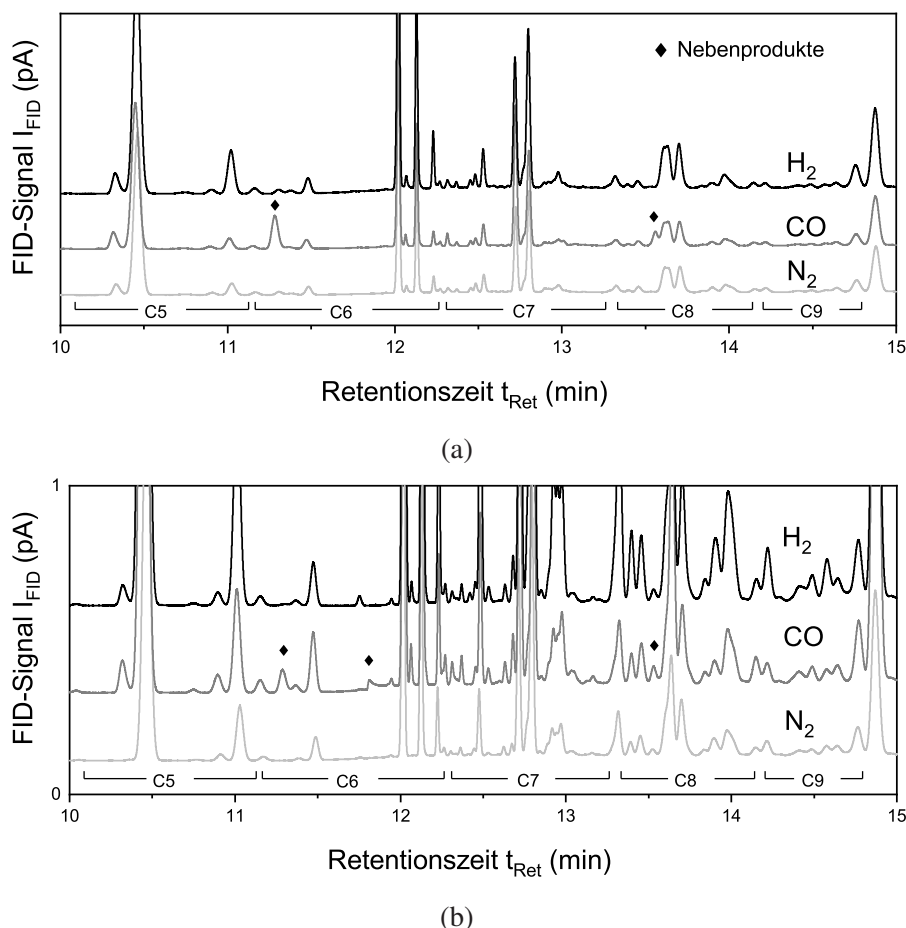 FID-Signal I_FID (pA)
◆ Nebenprodukte
H₂
CO
N₂
C5 C6 C7 C8 C9
10 11 12 13 14 15
Retentionszeit t_Ret (min)
(a)
1
FID-Signal I_FID (pA)
H₂
CO
N₂
C5 C6 C7 C8 C9
0
10 11 12 13 14 15
Retentionszeit t_Ret (min)
(b)